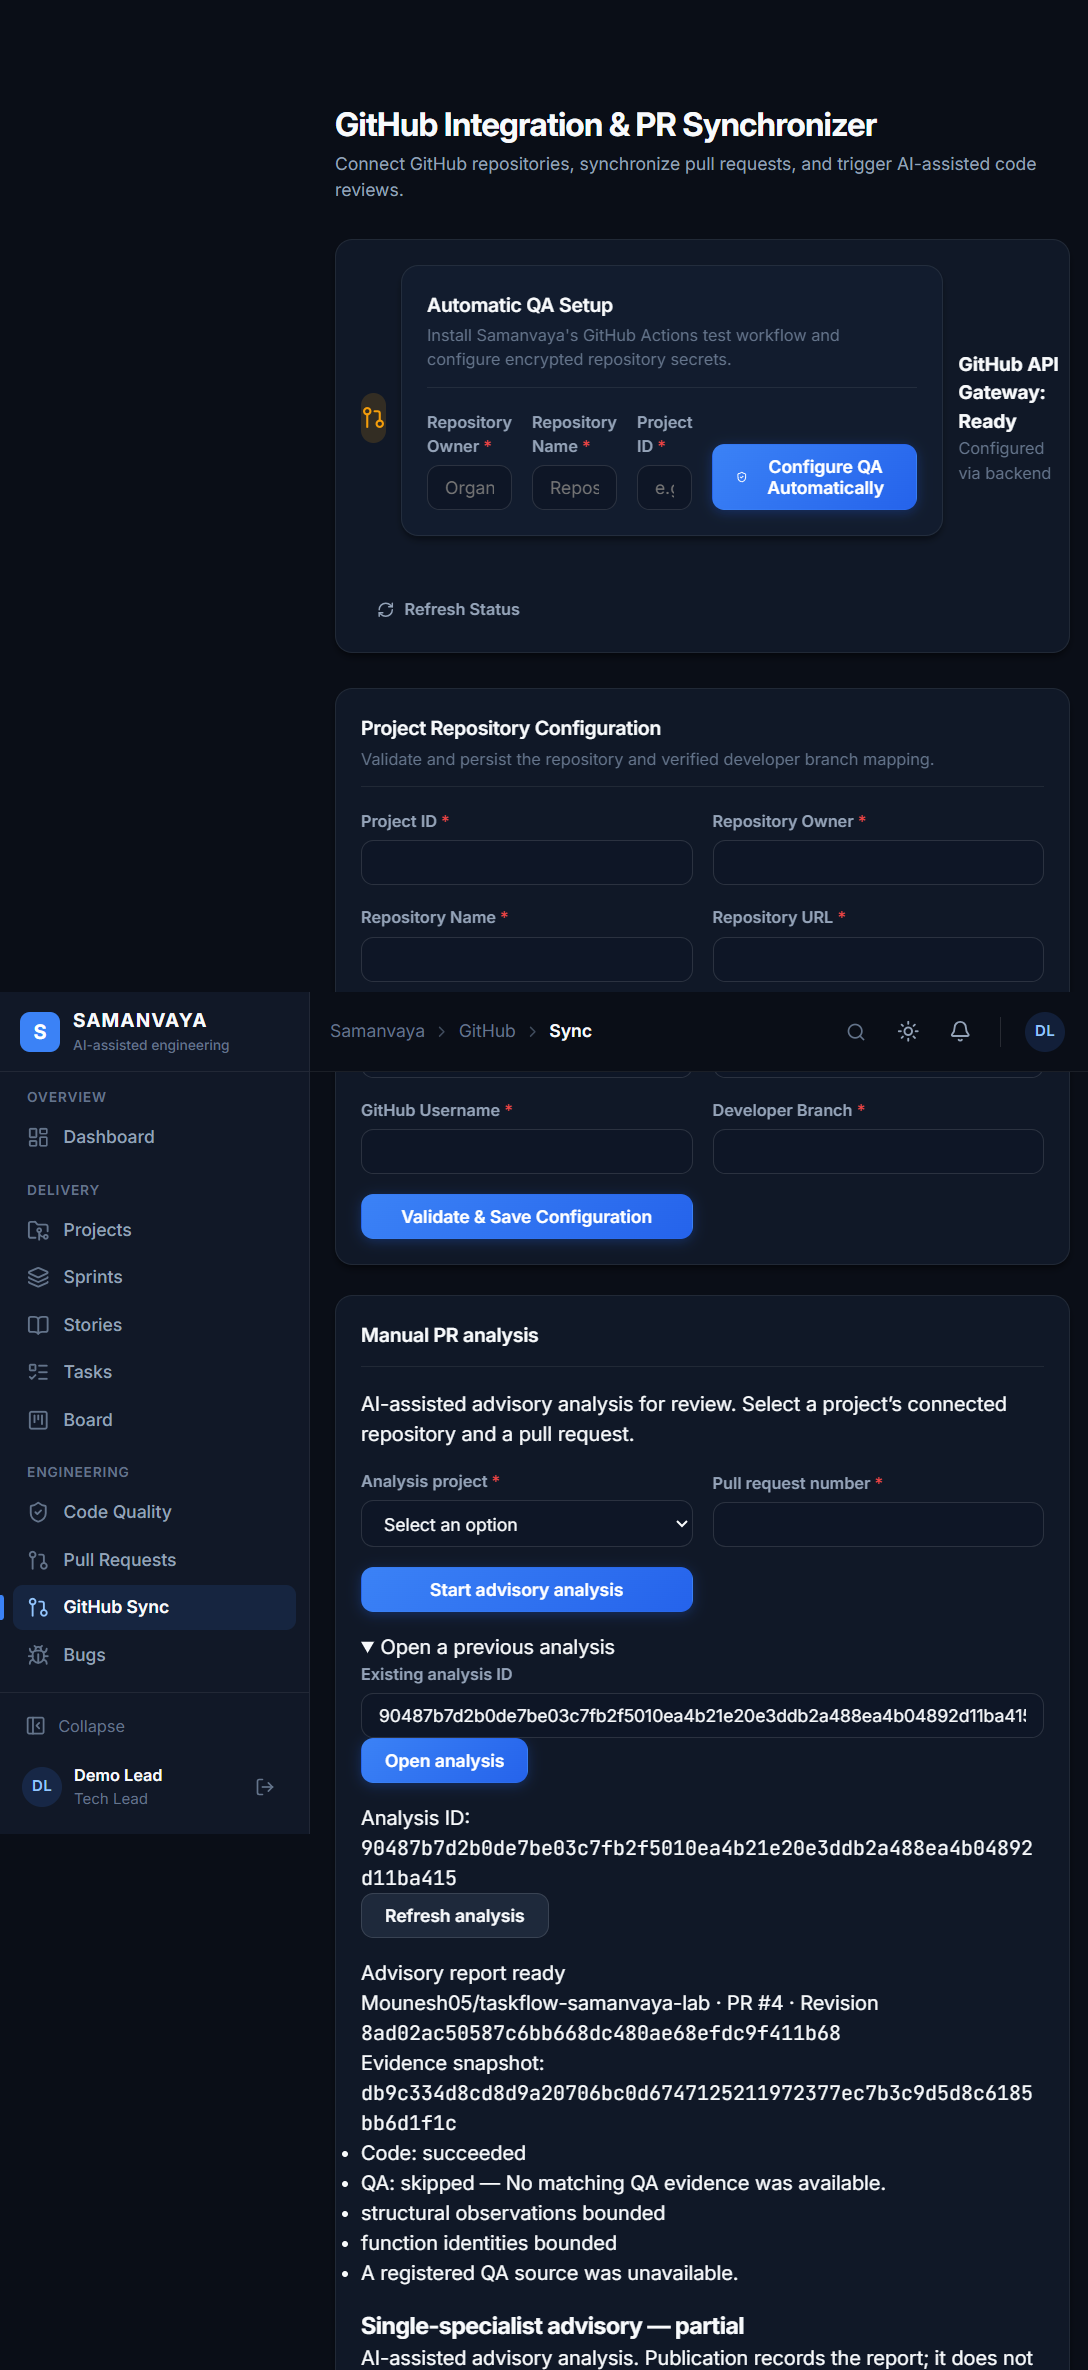 GitHub Integration & PR Synchronizer
Connect GitHub repositories, synchronize pull requests, and trigger AI-assisted code
reviews.
Automatic QA Setup
Install Samanvaya's GitHub Actions test workflow and
configure encrypted repository secrets.
Repository
Owner *
Repository
Name *
Project
ID *
Organ
Repos
e.g
Configure QA
Automatically
GitHub API
Gateway:
Ready
Configured
via backend
Refresh Status
Project Repository Configuration
Validate and persist the repository and verified developer branch mapping.
Project ID *
Repository Owner *
Repository Name *
Repository URL *
S
SAMANVAYA
AI-assisted engineering
Samanvaya > GitHub > Sync
DL
OVERVIEW
Dashboard
DELIVERY
Projects
Sprints
Stories
Tasks
Board
ENGINEERING
Code Quality
Pull Requests
GitHub Sync
Bugs
Collapse
DL
Demo Lead
Tech Lead
GitHub Username *
Developer Branch *
Validate & Save Configuration
Manual PR analysis
AI-assisted advisory analysis for review. Select a project’s connected
repository and a pull request.
Analysis project *
Pull request number *
Select an option
Start advisory analysis
▼ Open a previous analysis
Existing analysis ID
90487b7d2b0de7be03c7fb2f5010ea4b21e20e3ddb2a488ea4b04892d11ba415
Open analysis
Analysis ID:
90487b7d2b0de7be03c7fb2f5010ea4b21e20e3ddb2a488ea4b04892
d11ba415
Refresh analysis
Advisory report ready
Mounesh05/taskflow-samanvaya-lab · PR #4 · Revision
8ad02ac50587c6bb668dc480ae68efdc9f411b68
Evidence snapshot:
db9c334d8cd8d9a20706bc0d6747125211972377ec7b3c9d5d8c6185
bb6d1f1c
• Code: succeeded
• QA: skipped — No matching QA evidence was available.
• structural observations bounded
• function identities bounded
• A registered QA source was unavailable.
Single-specialist advisory — partial
AI-assisted advisory analysis. Publication records the report; it does not